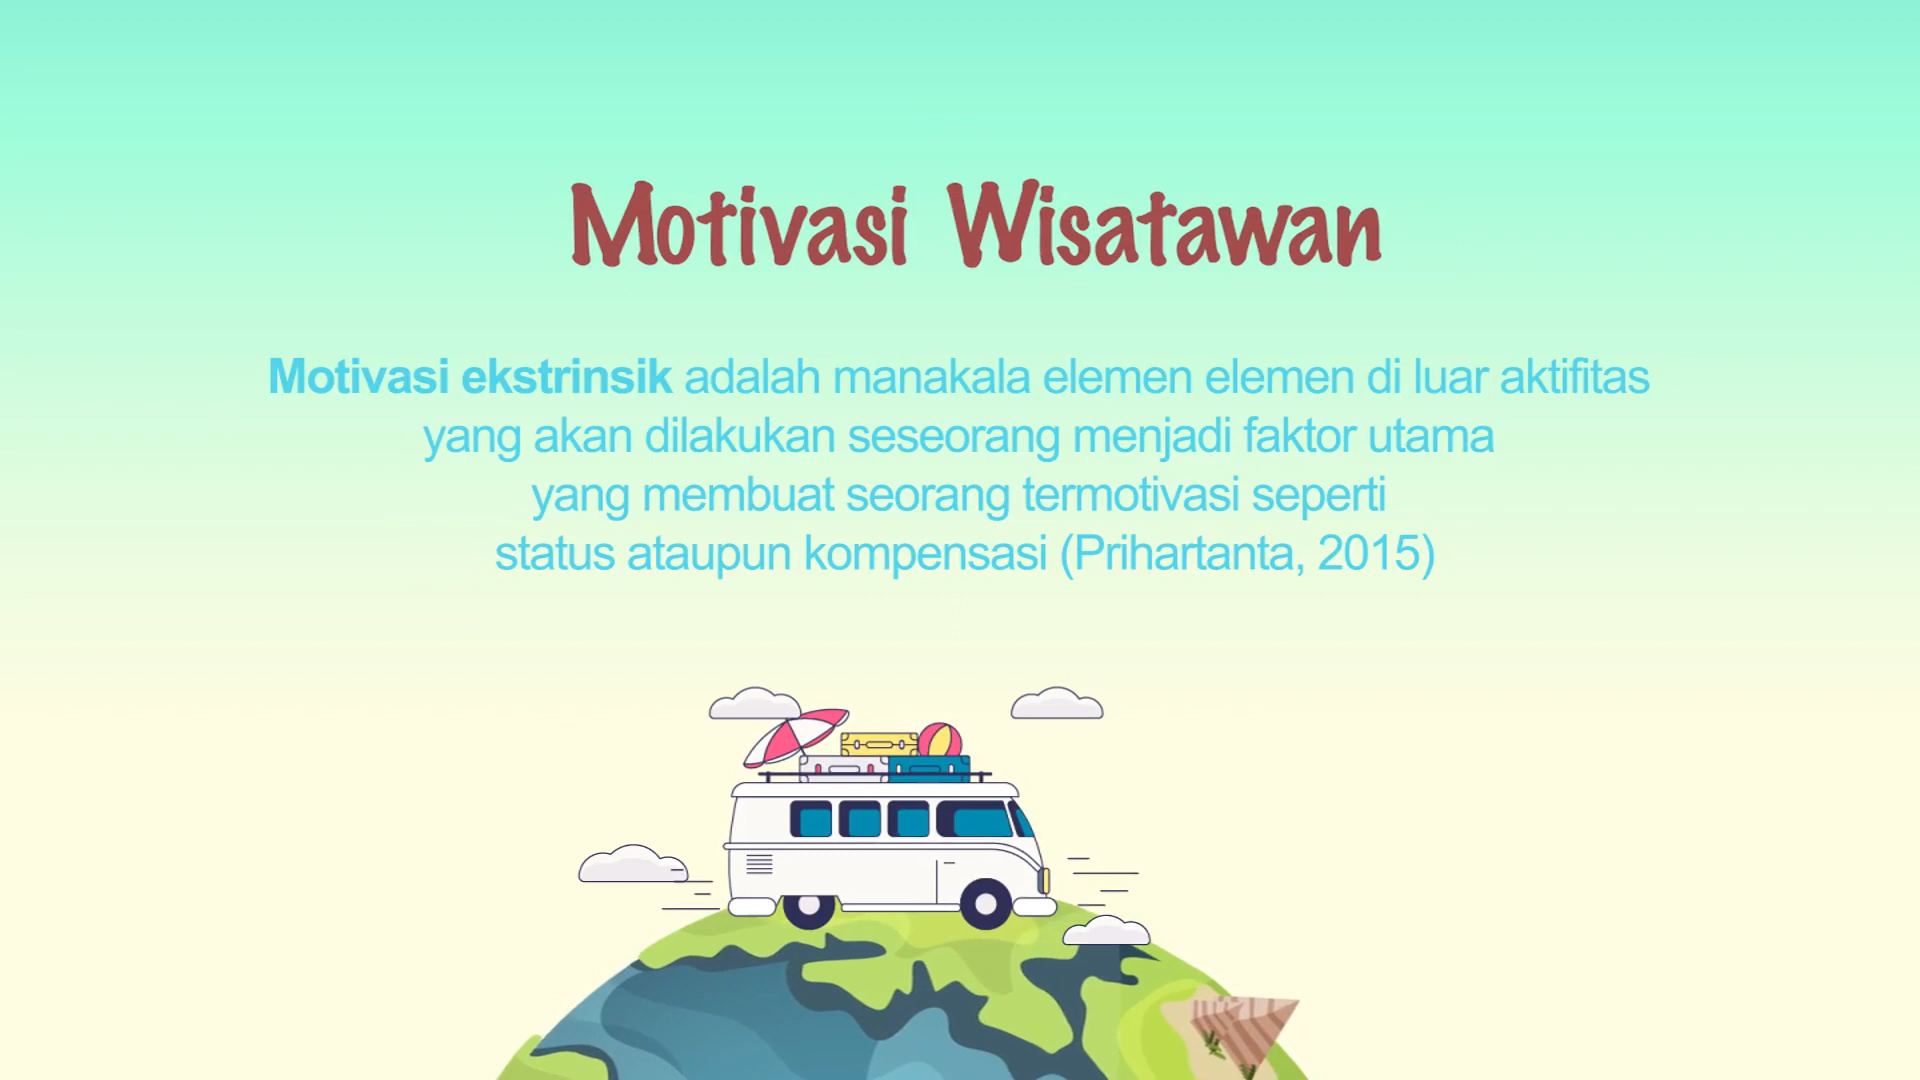 Motivasi Wisatawan
Motivasi ekstrinsik adalah manakala elemen elemen di luar aktifitas
yang akan dilakukan seseorang menjadi faktor utama
yang membuat seorang termotivasi seperti
status ataupun kompensasi (Prihartanta, 2015)